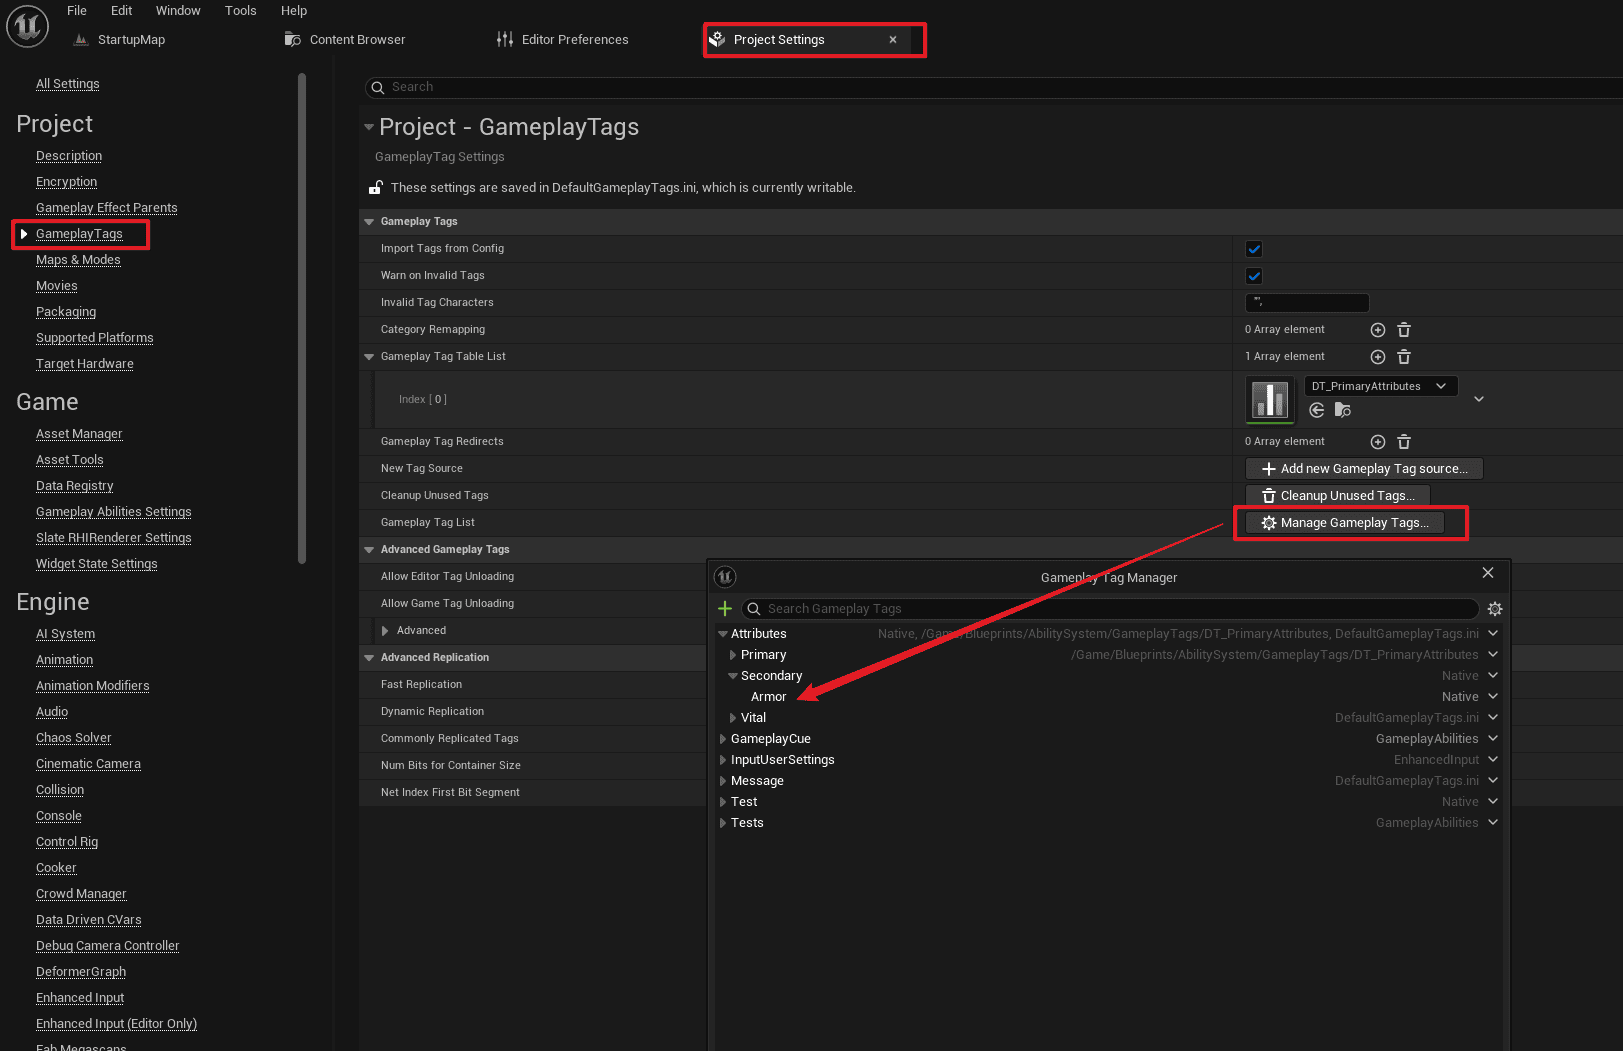 File Edit Window Tools Help
StartupMap Content Browser Editor Preferences Project Settings
All Settings
Project
Description
Encryption
Gameplay Effect Parents
GameplayTags
Maps & Modes
Movies
Packaging
Supported Platforms
Target Hardware
Game
Asset Manager
Asset Tools
Data Registry
Gameplay Abilities Settings
Slate RHIRenderer Settings
Widget State Settings
Engine
AI System
Animation
Animation Modifiers
Audio
Chaos Solver
Cinematic Camera
Collision
Console
Control Rig
Cooker
Crowd Manager
Data Driven CVars
Debug Camera Controller
DeformerGraph
Enhanced Input
Enhanced Input (Editor Only)
Fab Megascans
Search
Project - GameplayTags
GameplayTag Settings
These settings are saved in DefaultGameplayTags.ini, which is currently writable.
Gameplay Tags
Import Tags from Config
Warn on Invalid Tags
Invalid Tag Characters "',
Category Remapping 0 Array element
Gameplay Tag Table List 1 Array element
Index [ 0 ] DT_PrimaryAttributes
Gameplay Tag Redirects 0 Array element
New Tag Source Add new Gameplay Tag source...
Cleanup Unused Tags Cleanup Unused Tags...
Gameplay Tag List Manage Gameplay Tags...
Advanced Gameplay Tags
Allow Editor Tag Unloading
Allow Game Tag Unloading
Advanced
Advanced Replication
Fast Replication
Dynamic Replication
Commonly Replicated Tags
Num Bits for Container Size
Net Index First Bit Segment
Gameplay Tag Manager
Search Gameplay Tags
Attributes Native, /Game/Blueprints/AbilitySystem/GameplayTags/DT_PrimaryAttributes, DefaultGameplayTags.ini
Primary /Game/Blueprints/AbilitySystem/GameplayTags/DT_PrimaryAttributes
Secondary Native
Armor Native
Vital DefaultGameplayTags.ini
GameplayCue GameplayAbilities
InputUserSettings EnhancedInput
Message DefaultGameplayTags.ini
Test Native
Tests GameplayAbilities